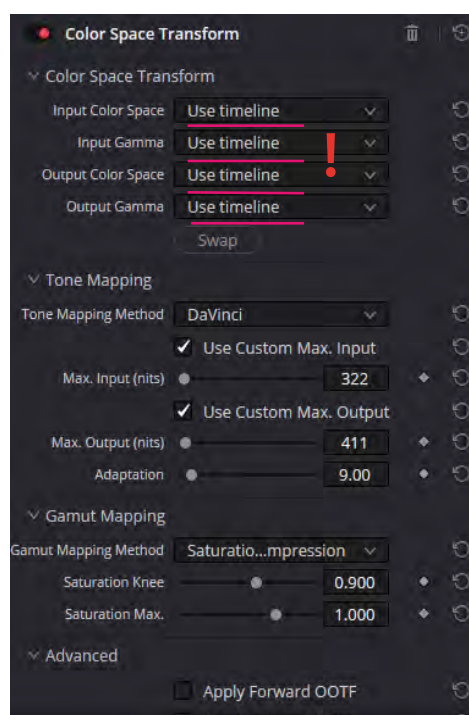 Color Space Transform
Color Space Transform
Input Color Space Use timeline
Input Gamma Use timeline !
Output Color Space Use timeline
Output Gamma Use timeline
Swap
Tone Mapping
Tone Mapping Method DaVinci
Use Custom Max. Input
Max. Input (nits) 322
Use Custom Max. Output
Max. Output (nits) 411
Adaptation 9.00
Gamut Mapping
Gamut Mapping Method Saturatio...mpression
Saturation Knee 0.900
Saturation Max. 1.000
Advanced
Apply Forward OOTF